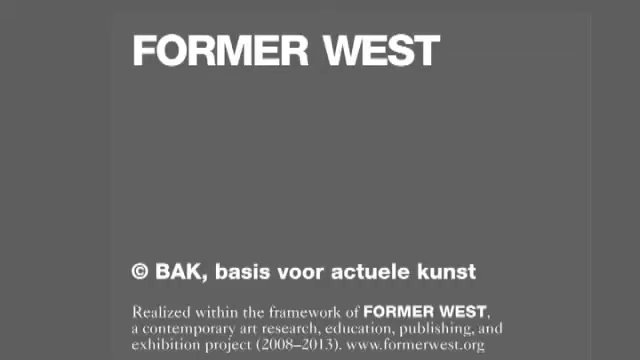 FORMER WEST
© BAK, basis voor actuele kunst
Realized within the framework of FORMER WEST,
a contemporary art research, education, publishing, and
exhibition project (2008–2013). www.formerwest.org